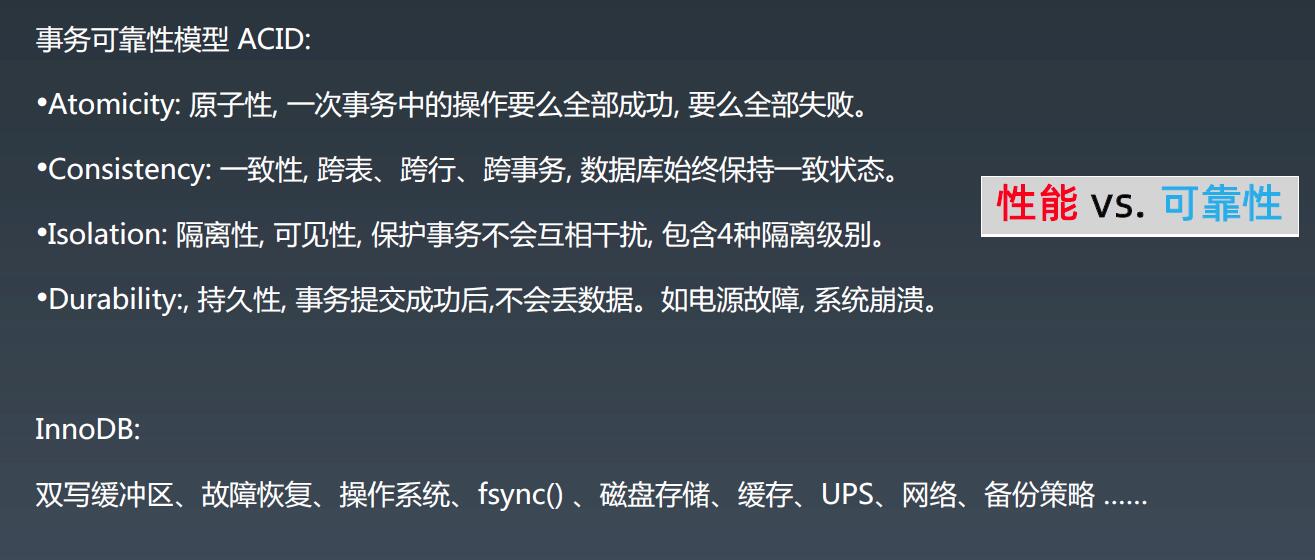 事务可靠性模型 ACID:
•Atomicity: 原子性, 一次事务中的操作要么全部成功, 要么全部失败。
•Consistency: 一致性, 跨表、跨行、跨事务, 数据库始终保持一致状态。
•Isolation: 隔离性, 可见性, 保护事务不会互相干扰, 包含4种隔离级别。
•Durability:, 持久性, 事务提交成功后,不会丢数据。如电源故障, 系统崩溃。
性能 vs. 可靠性
InnoDB:
双写缓冲区、故障恢复、操作系统、fsync() 、磁盘存储、缓存、UPS、网络、备份策略 ……